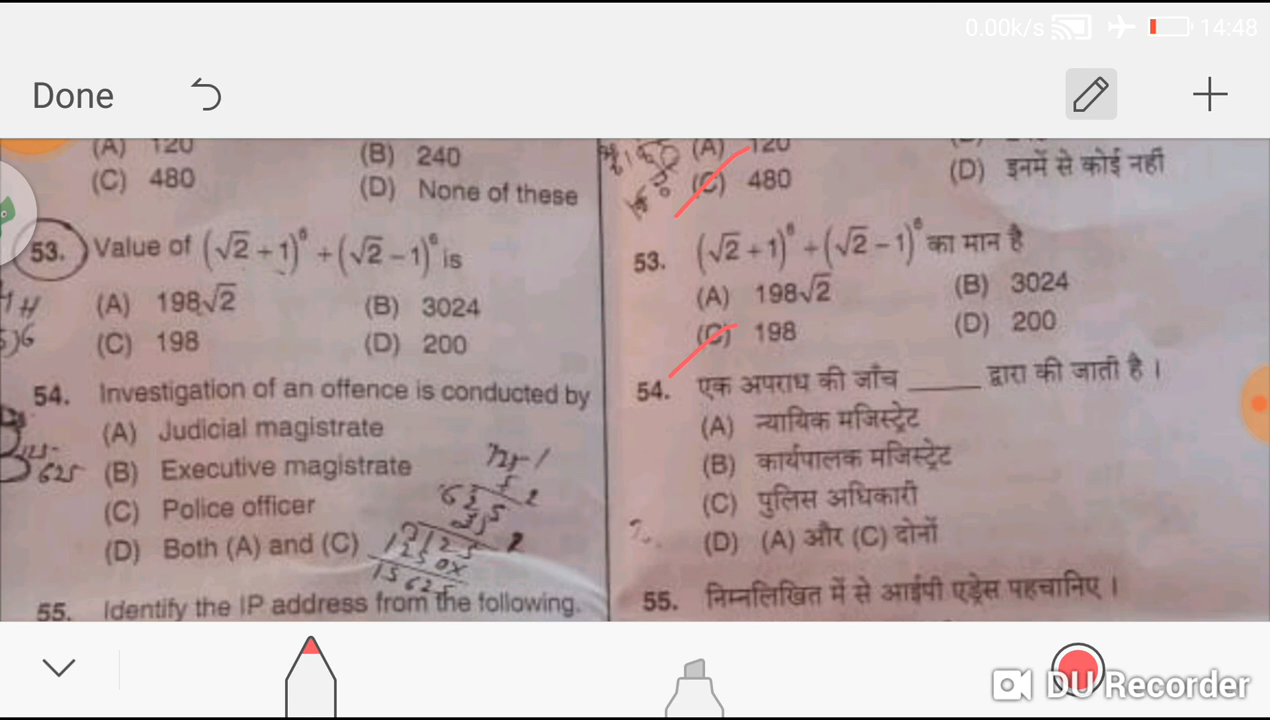 0.00k/s 14:48
Done
(A) 120
(B) 240
(C) 480
(D) None of these
53. Value of (√2 + 1)⁶ + (√2 − 1)⁶ is
(A) 198√2
(B) 3024
(C) 198
(D) 200
54. Investigation of an offence is conducted by
(A) Judicial magistrate
(B) Executive magistrate
(C) Police officer
(D) Both (A) and (C)
55. Identify the IP address from the following.
625
15625
(A) 120
(C) 480
(D) इनमें से कोई नहीं
53. (√2 + 1)⁶ + (√2 − 1)⁶ का मान है
(A) 198√2
(B) 3024
(C) 198
(D) 200
54. एक अपराध की जाँच _____ द्वारा की जाती है ।
(A) न्यायिक मजिस्ट्रेट
(B) कार्यपालक मजिस्ट्रेट
(C) पुलिस अधिकारी
(D) (A) और (C) दोनों
55. निम्नलिखित में से आईपी एड्रेस पहचानिए ।
DU Recorder